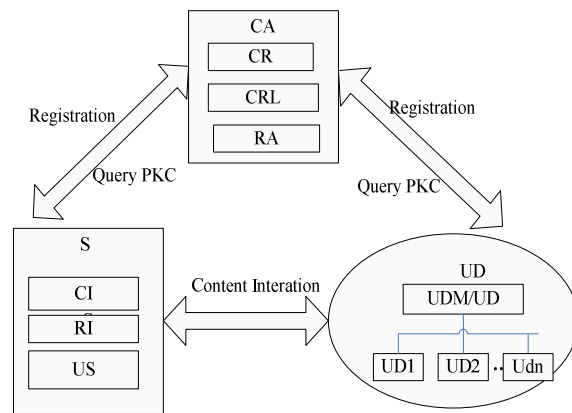 CA
CR
CRL
RA
Registration
Registration
Query PKC
Query PKC
S
CI
RI
US
Content Interation
UD
UDM/UD
UD1
UD2
..
Udn